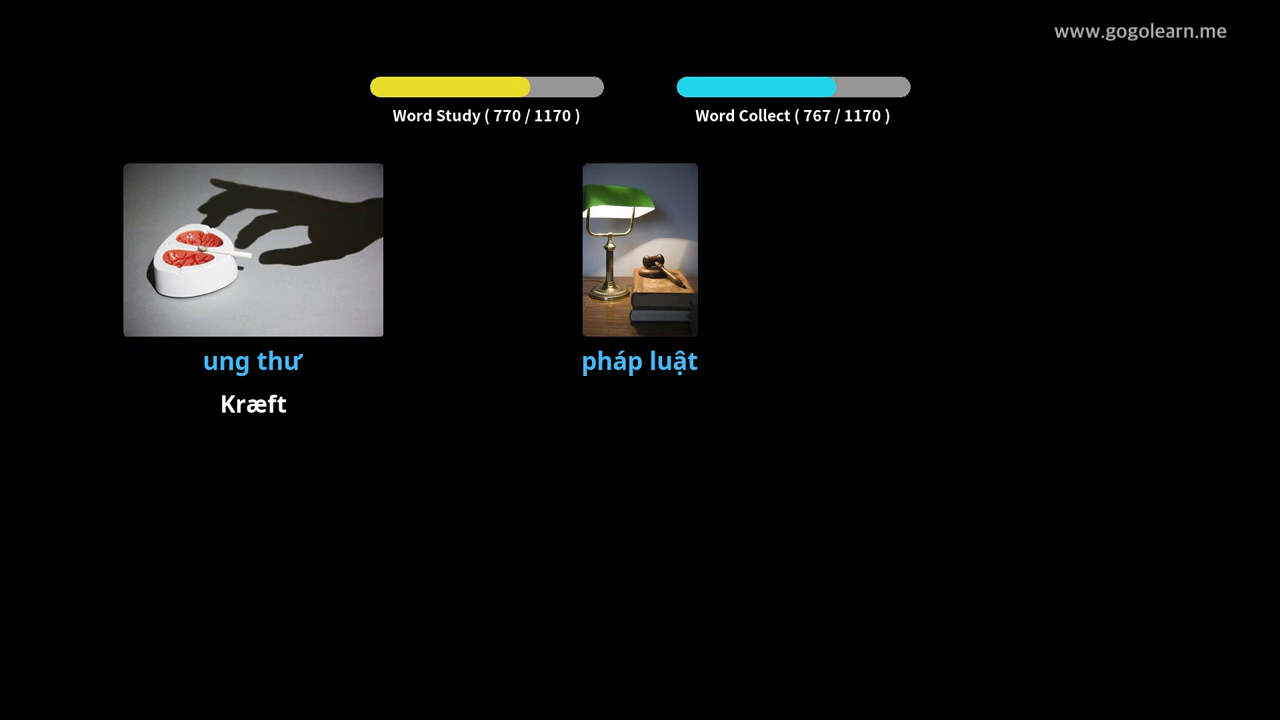 www.gogolearn.me
Word Study ( 770 / 1170 )
Word Collect ( 767 / 1170 )
ung thư
Kræft
pháp luật